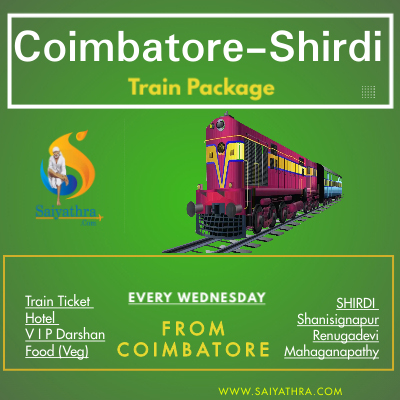 Coimbatore-Shirdi
Train Package
Saiyathra
.com
Train Ticket
Hotel
V I P Darshan
Food (Veg)
EVERY WEDNESDAY
FROM
COIMBATORE
SHIRDI
Shanisignapur
Renugadevi
Mahaganapathy
WWW.SAIYATHRA.COM